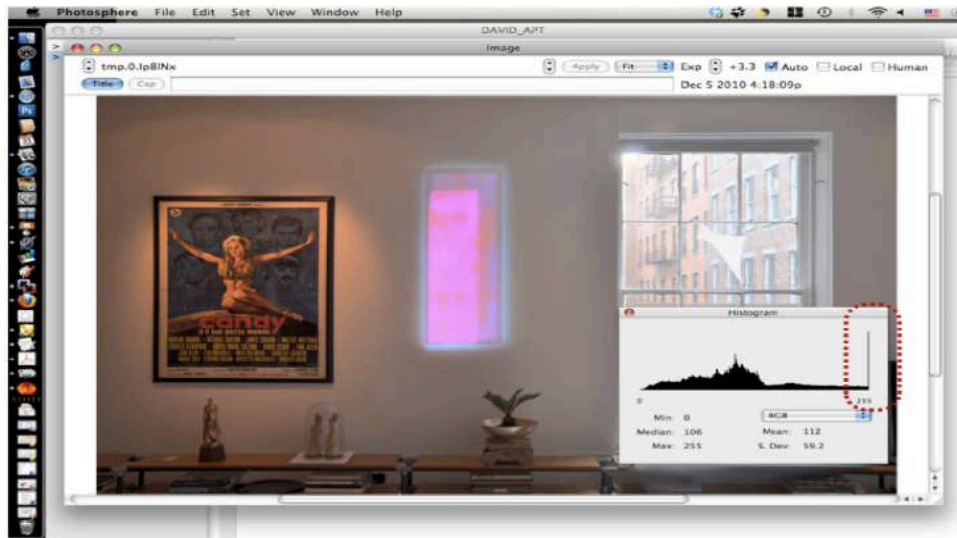 Photosphere File Edit Set View Window Help
DAVID_APT
Image
tmp.0.Ip8lNx
Apply Fit Exp +3.3 Auto Local Human
Title Cap Dec 5 2010 4:18:09p
candy
Histogram
0 255
Min: 0 RGB
Median: 106 Mean: 112
Max: 255 S. Dev: 59.2